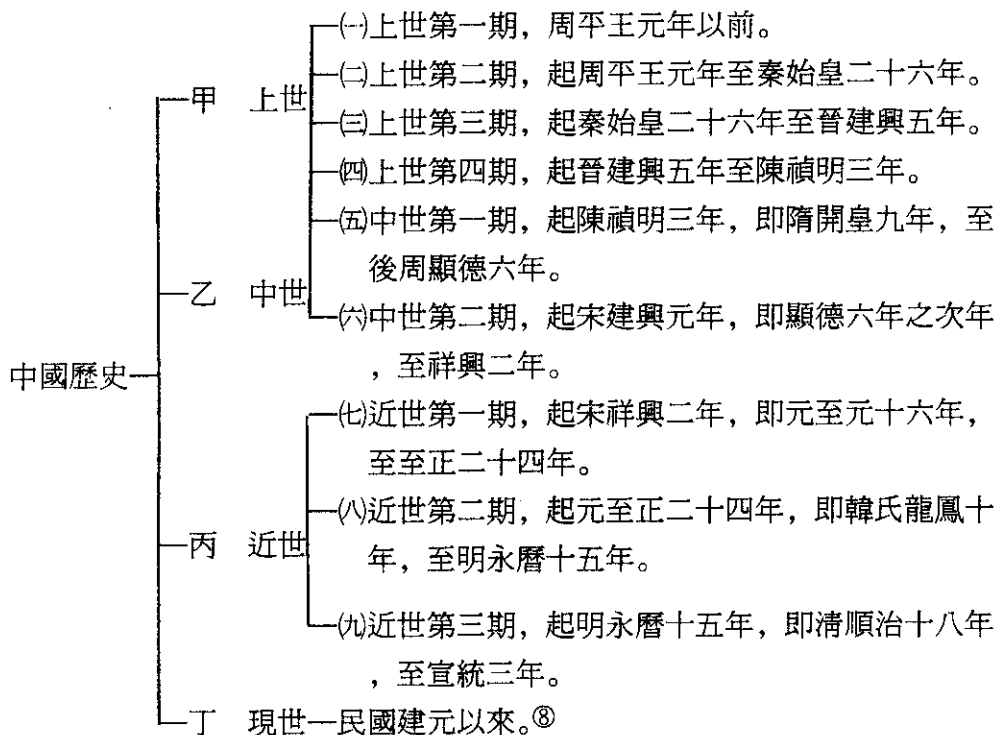 ㈠上世第一期，周平王元年以前。
㈡上世第二期，起周平王元年至秦始皇二十六年。
甲　上世
㈢上世第三期，起秦始皇二十六年至晉建興五年。
㈣上世第四期，起晉建興五年至陳禎明三年。
㈤中世第一期，起陳禎明三年，即隋開皇九年，至
後周顯德六年。
乙　中世
㈥中世第二期，起宋建興元年，即顯德六年之次年
，至祥興二年。
中國歷史
㈦近世第一期，起宋祥興二年，即元至元十六年，
至至正二十四年。
㈧近世第二期，起元至正二十四年，即韓氏龍鳳十
年，至明永曆十五年。
丙　近世
㈨近世第三期，起明永曆十五年，即清順治十八年
，至宣統三年。
丁　現世—民國建元以來。⑧